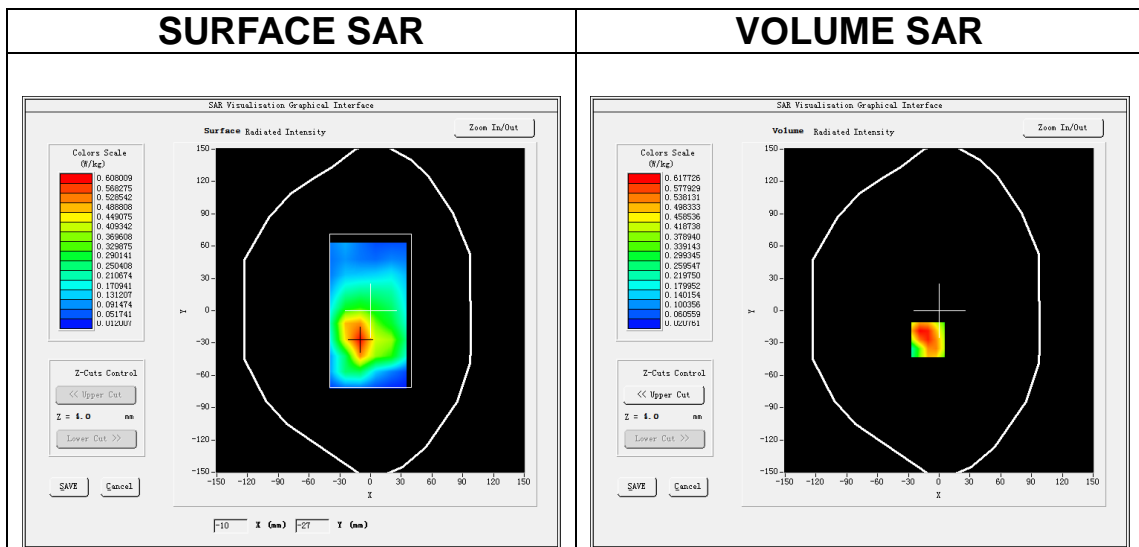 SURFACE SAR
VOLUME SAR
SAR Visualisation Graphical Interface
Surface Radiated Intensity
Zoom In/Out
Colors Scale
(W/kg)
0.608009
0.568275
0.528542
0.488808
0.449075
0.409342
0.369608
0.329875
0.290141
0.250408
0.210674
0.170941
0.131207
0.091474
0.051741
0.012007
Z-Cuts Control
<< Upper Cut
Z = 4.0 mm
Lower Cut >>
SAVE Cancel
150
120
90
60
30
0
-30
-60
-90
-120
-150
Y
-150 -120 -90 -60 -30 0 30 60 90 120 150
X
-10 X (mm) -27 Y (mm)
SAR Visualisation Graphical Interface
Volume Radiated Intensity
Zoom In/Out
Colors Scale
(W/kg)
0.617726
0.577929
0.538131
0.498333
0.458536
0.418738
0.378940
0.339143
0.299345
0.259547
0.219750
0.179952
0.140154
0.100356
0.060559
0.020761
Z-Cuts Control
<< Upper Cut
Z = 4.0 mm
Lower Cut >>
SAVE Cancel
150
120
90
60
30
0
-30
-60
-90
-120
-150
Y
-150 -120 -90 -60 -30 0 30 60 90 120 150
X